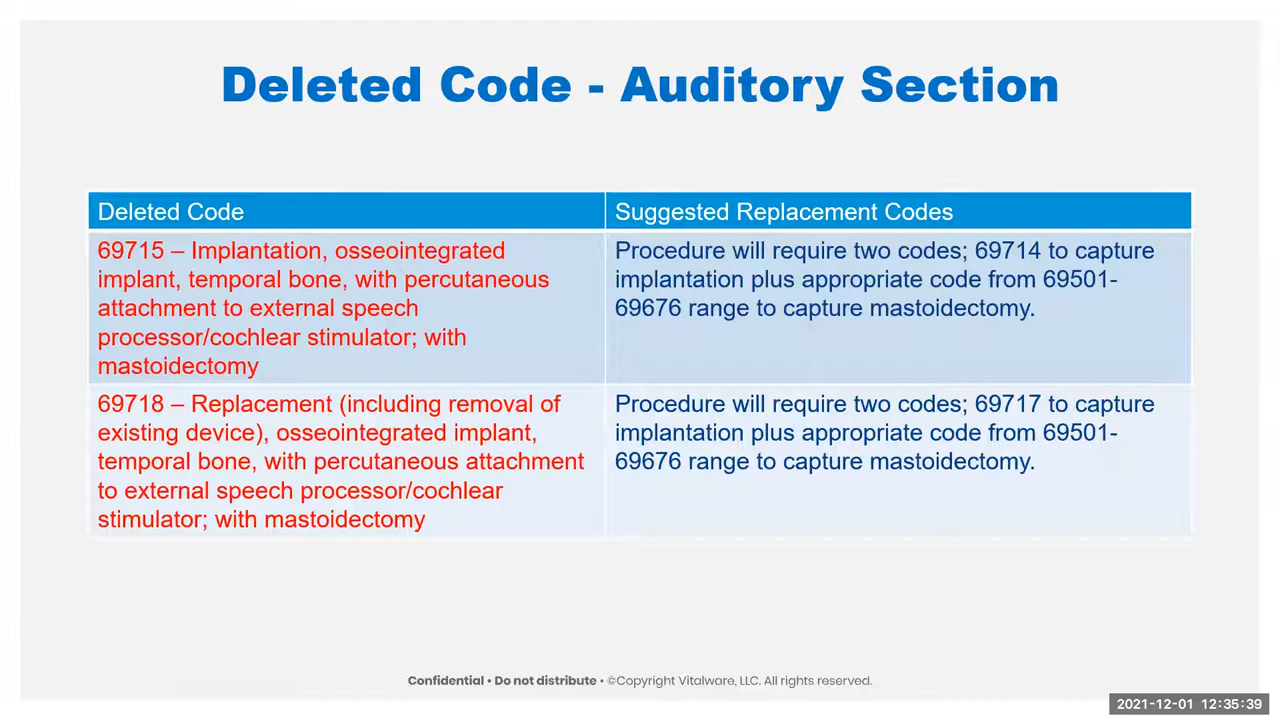 Deleted Code - Auditory Section
Deleted Code
Suggested Replacement Codes
69715 – Implantation, osseointegrated
implant, temporal bone, with percutaneous
attachment to external speech
processor/cochlear stimulator; with
mastoidectomy
Procedure will require two codes; 69714 to capture
implantation plus appropriate code from 69501-
69676 range to capture mastoidectomy.
69718 – Replacement (including removal of
existing device), osseointegrated implant,
temporal bone, with percutaneous attachment
to external speech processor/cochlear
stimulator; with mastoidectomy
Procedure will require two codes; 69717 to capture
implantation plus appropriate code from 69501-
69676 range to capture mastoidectomy.
Confidential • Do not distribute • ©Copyright Vitalware, LLC. All rights reserved.
2021-12-01 12:35:39